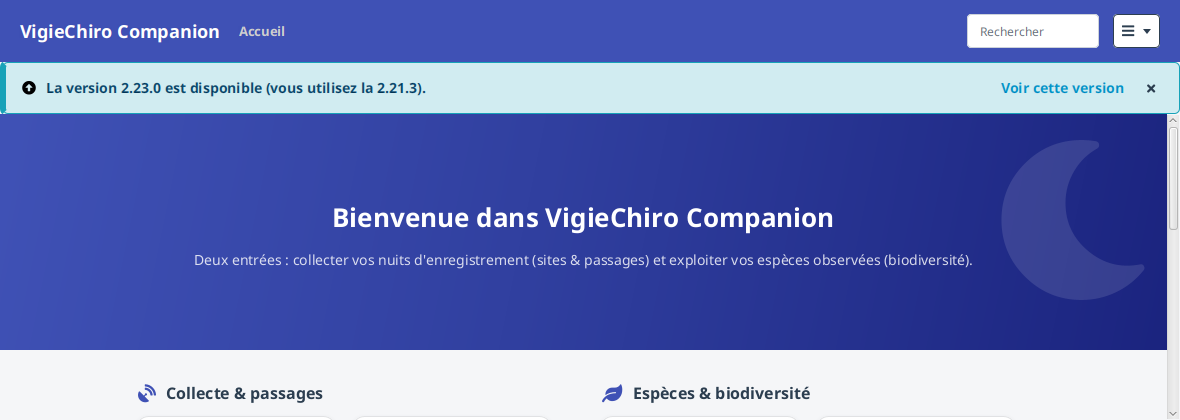 VigieChiro Companion Accueil Rechercher
La version 2.23.0 est disponible (vous utilisez la 2.21.3). Voir cette version
Bienvenue dans VigieChiro Companion
Deux entrées : collecter vos nuits d'enregistrement (sites & passages) et exploiter vos espèces observées (biodiversité).
Collecte & passages Espèces & biodiversité